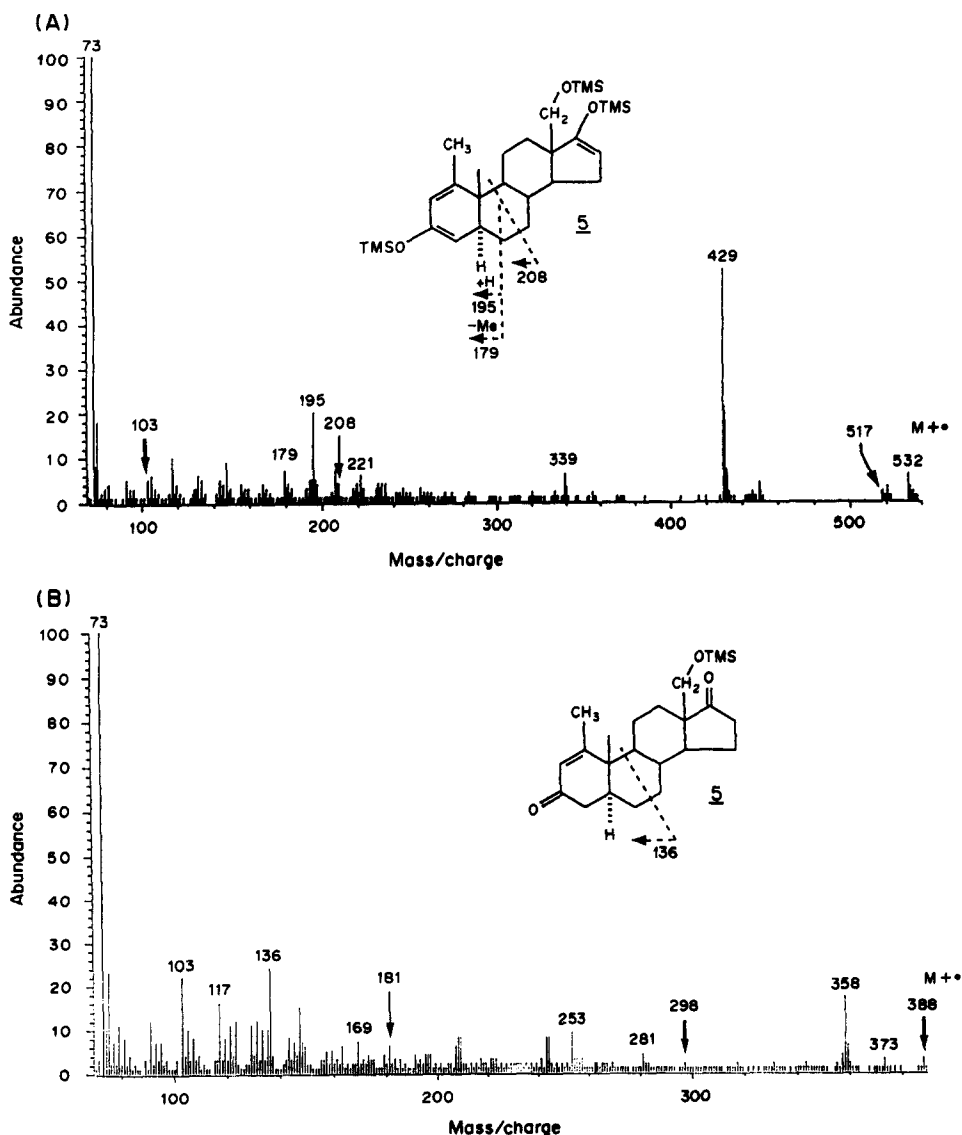 (A)
73
100
90
80
70
60
50
40
30
20
10
0
Abundance
OTMS
CH2
OTMS
CH3
TMSO
H
5
+H
195
-Me
179
208
103
179
195
208
221
339
429
517
M+•
532
100
200
300
400
500
Mass/charge
(B)
73
100
90
80
70
60
50
40
30
20
10
0
Abundance
OTMS
CH2
O
CH3
O
H
5
136
103
117
136
169
181
253
281
298
358
373
M+•
388
100
200
300
Mass/charge